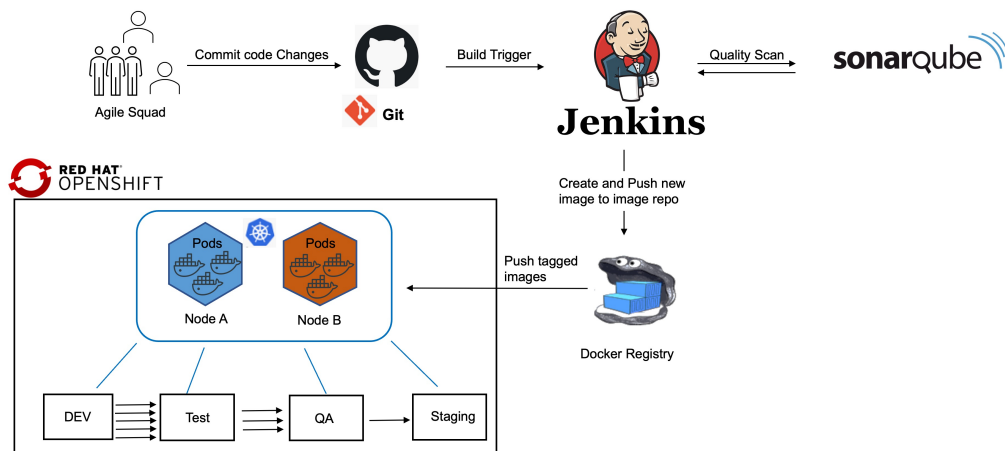 Commit code Changes
Build Trigger
Quality Scan
sonarqube
Agile Squad
Git
Jenkins
RED HAT®
OPENSHIFT
Create and Push new
image to image repo
Pods
Pods
Node A
Node B
Push tagged
images
Docker Registry
DEV
Test
QA
Staging